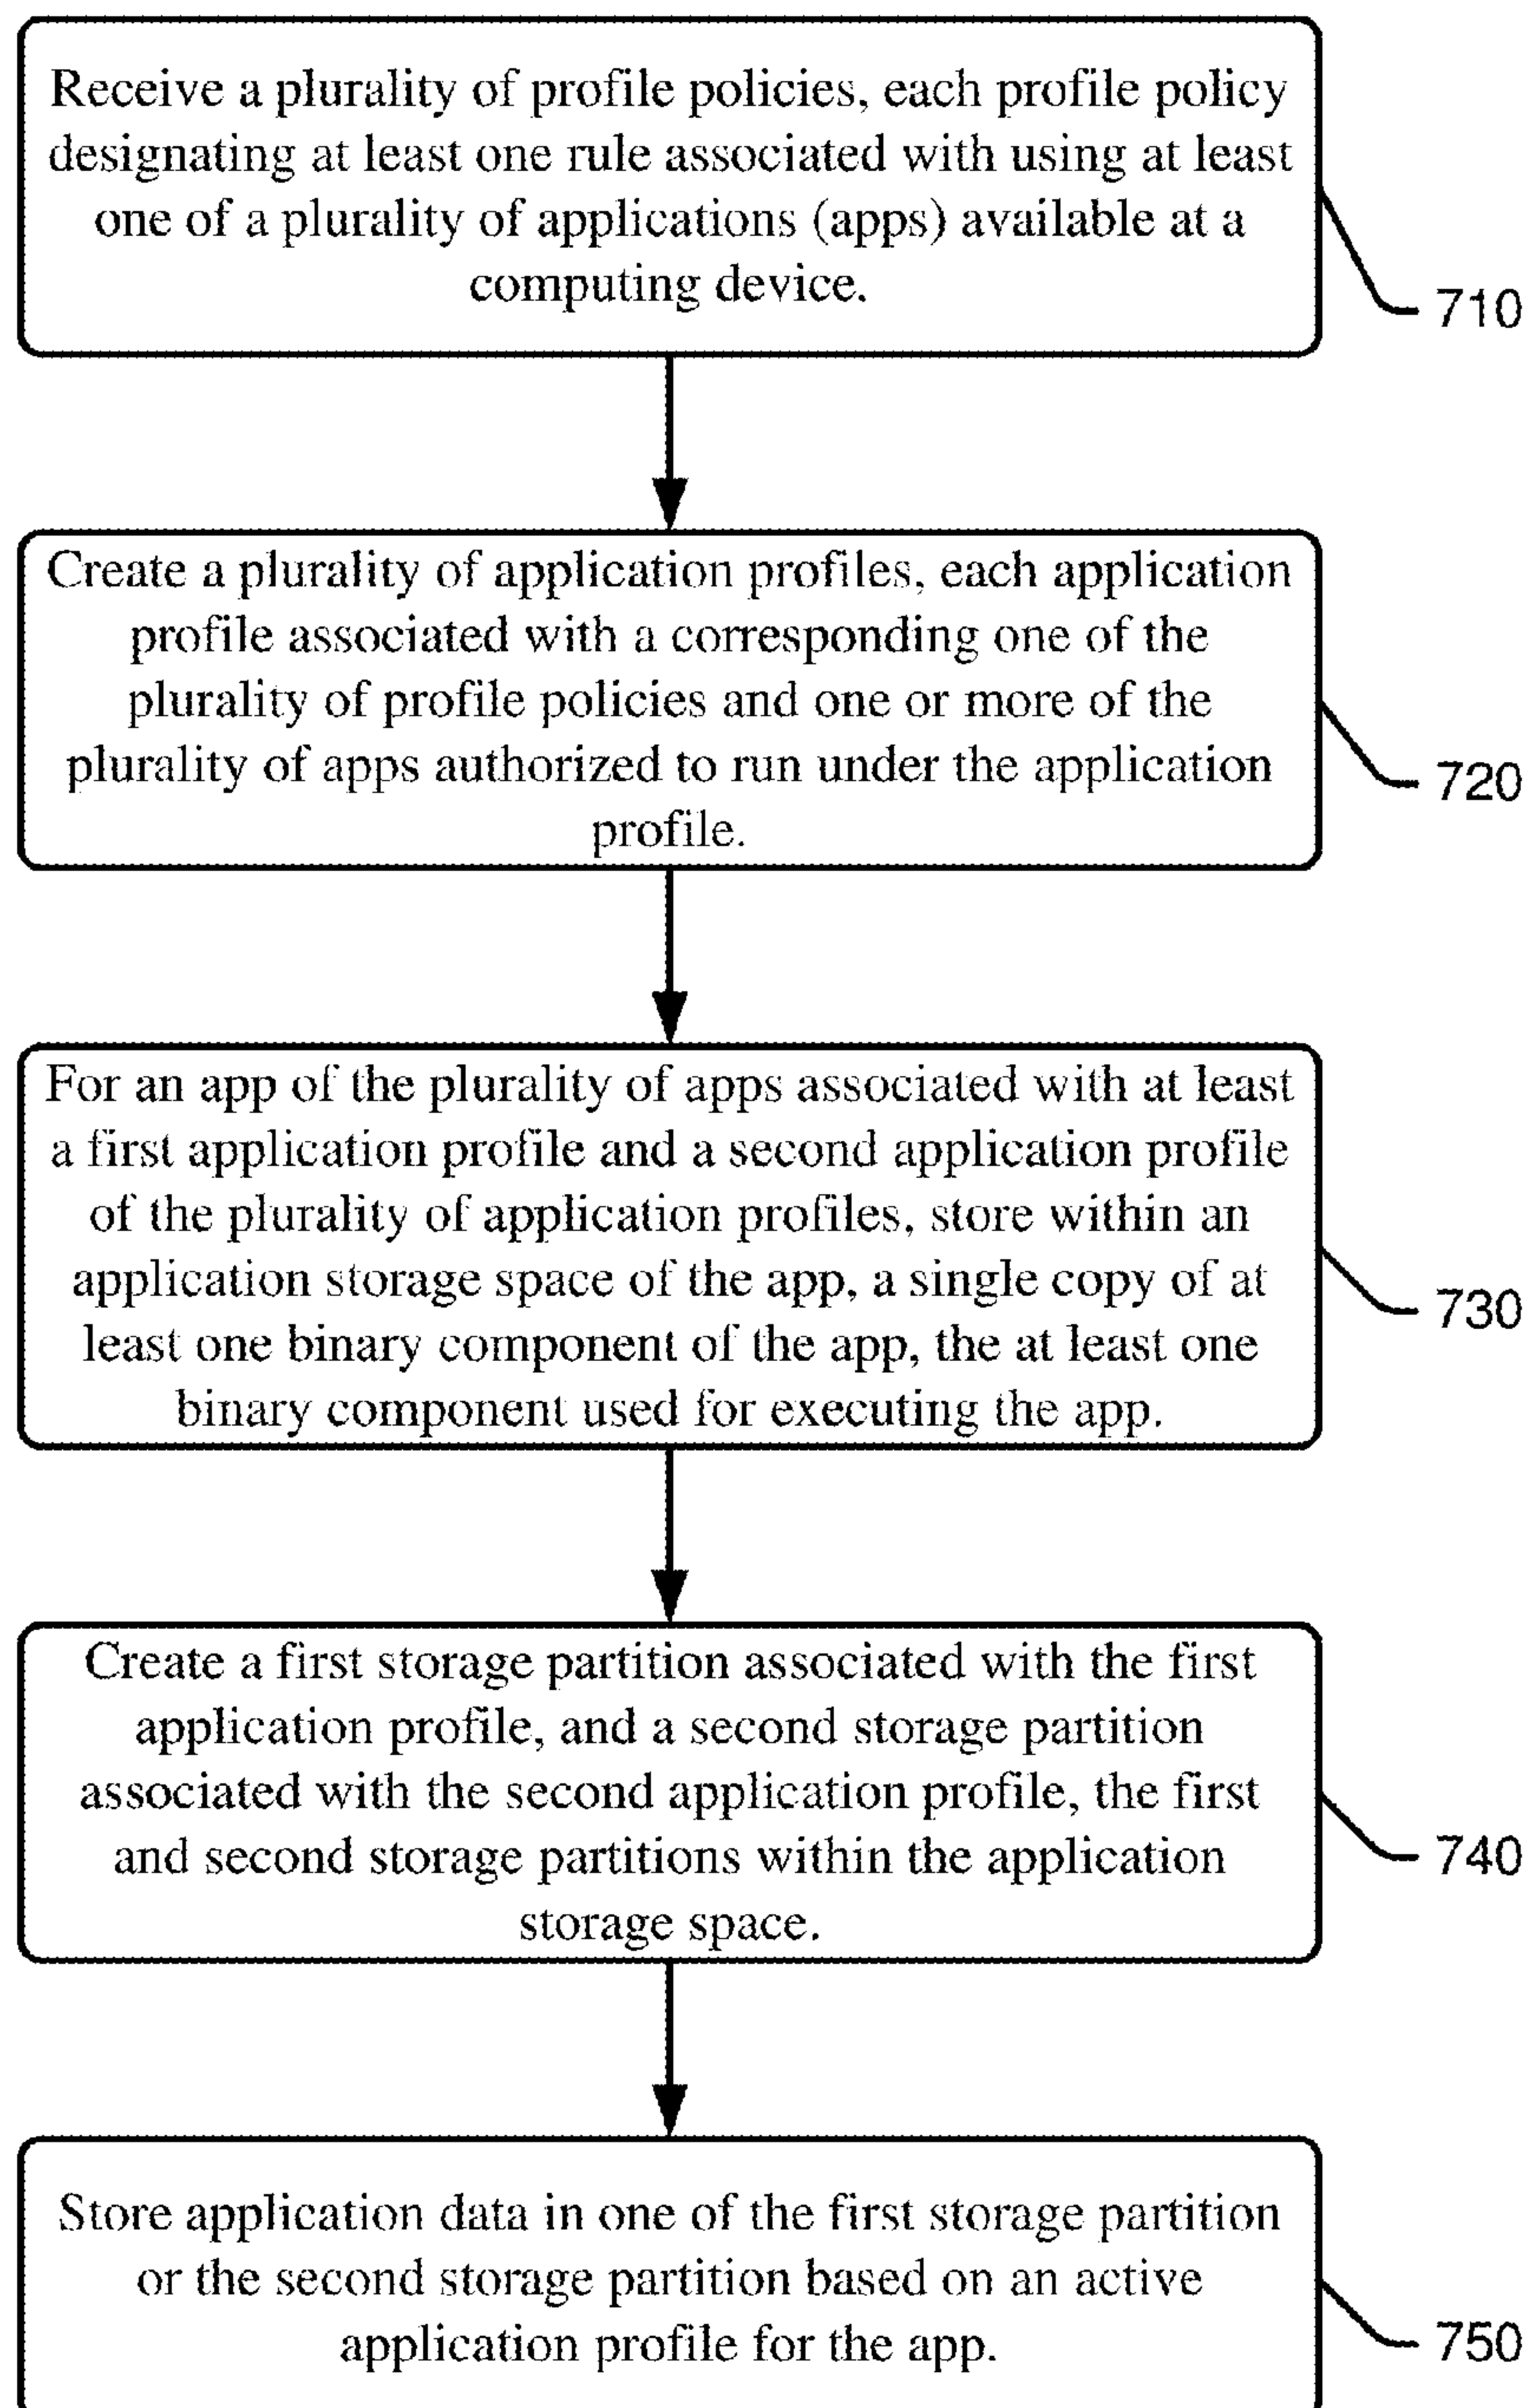 Receive a plurality of profile policies, each profile policy
designating at least one rule associated with using at least
one of a plurality of applications (apps) available at a
computing device.
710
Create a plurality of application profiles, each application
profile associated with a corresponding one of the
plurality of profile policies and one or more of the
plurality of apps authorized to run under the application
profile.
720
For an app of the plurality of apps associated with at least
a first application profile and a second application profile
of the plurality of application profiles, store within an
application storage space of the app, a single copy of at
least one binary component of the app, the at least one
binary component used for executing the app.
730
Create a first storage partition associated with the first
application profile, and a second storage partition
associated with the second application profile, the first
and second storage partitions within the application
storage space.
740
Store application data in one of the first storage partition
or the second storage partition based on an active
application profile for the app.
750